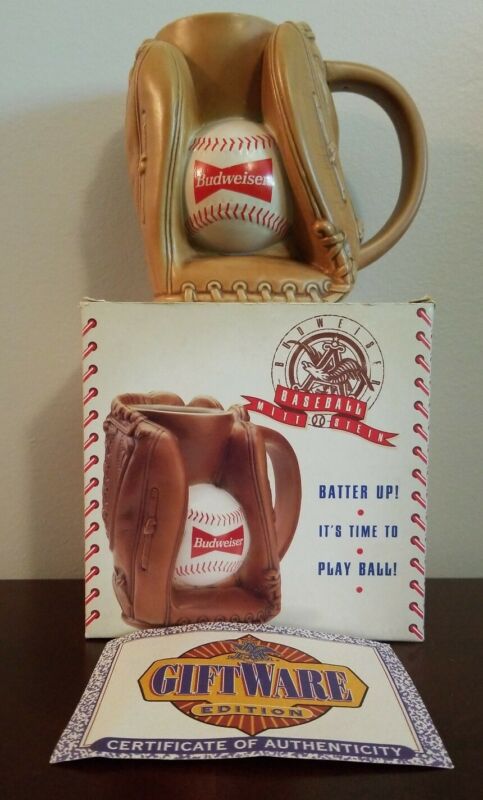 Budweiser
BUDWEISER
BASEBALL
MITT STEIN
BATTER UP!
IT'S TIME TO
PLAY BALL!
Budweiser
GIFTWARE
EDITION
CERTIFICATE OF AUTHENTICITY